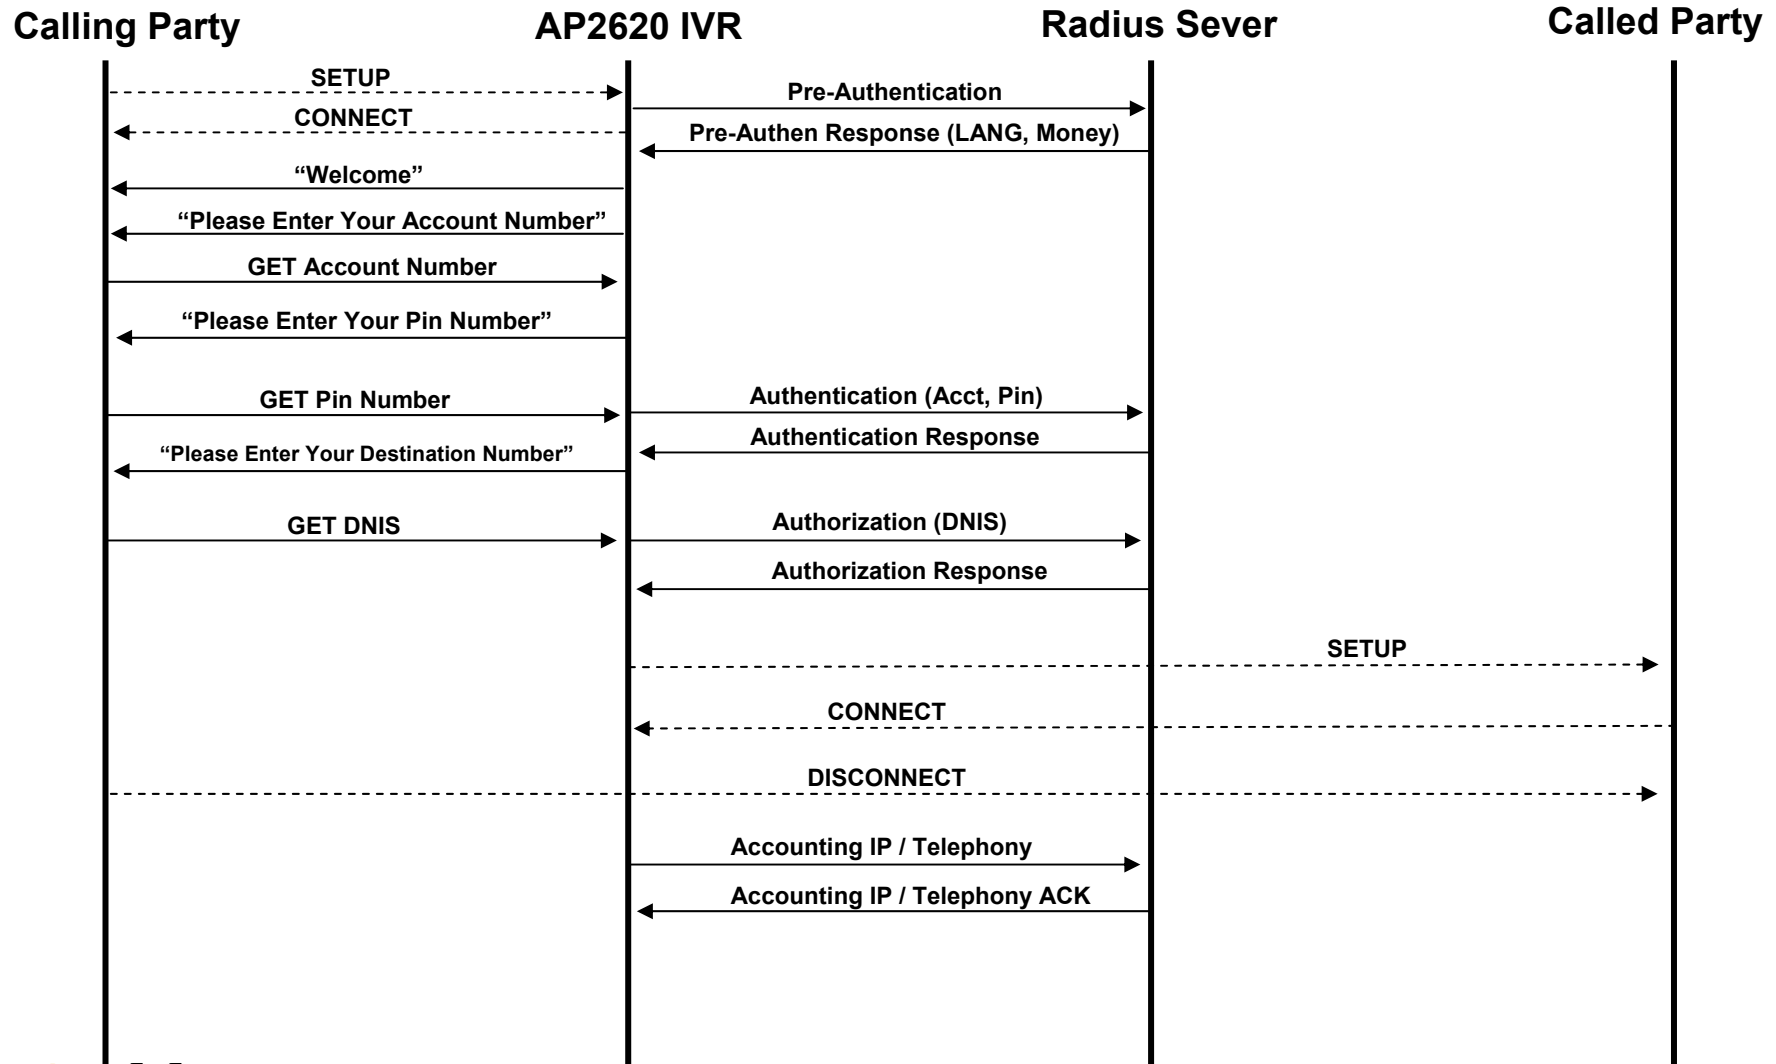 Calling Party
AP2620 IVR
Radius Sever
Called Party
SETUP
Pre-Authentication
CONNECT
Pre-Authen Response (LANG, Money)
“Welcome”
“Please Enter Your Account Number”
GET Account Number
“Please Enter Your Pin Number”
GET Pin Number
Authentication (Acct, Pin)
Authentication Response
“Please Enter Your Destination Number”
GET DNIS
Authorization (DNIS)
Authorization Response
SETUP
CONNECT
DISCONNECT
Accounting IP / Telephony
Accounting IP / Telephony ACK